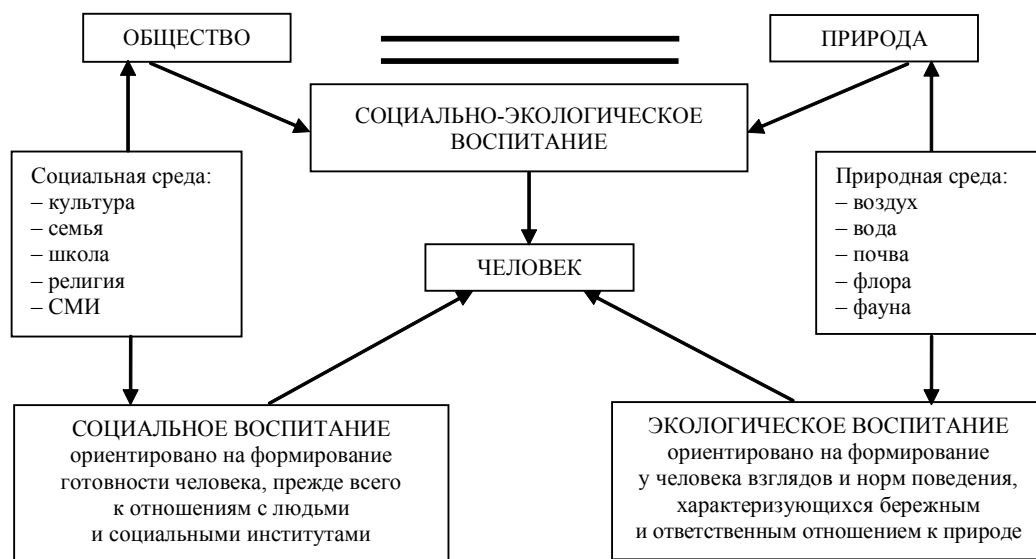 ОБЩЕСТВО
ПРИРОДА
СОЦИАЛЬНО-ЭКОЛОГИЧЕСКОЕ
ВОСПИТАНИЕ
Социальная среда:
– культура
– семья
– школа
– религия
– СМИ
Природная среда:
– воздух
– вода
– почва
– флора
– фауна
ЧЕЛОВЕК
СОЦИАЛЬНОЕ ВОСПИТАНИЕ
ориентировано на формирование
готовности человека, прежде всего
к отношениям с людьми
и социальными институтами
ЭКОЛОГИЧЕСКОЕ ВОСПИТАНИЕ
ориентировано на формирование
у человека взглядов и норм поведения,
характеризующихся бережным
и ответственным отношением к природе